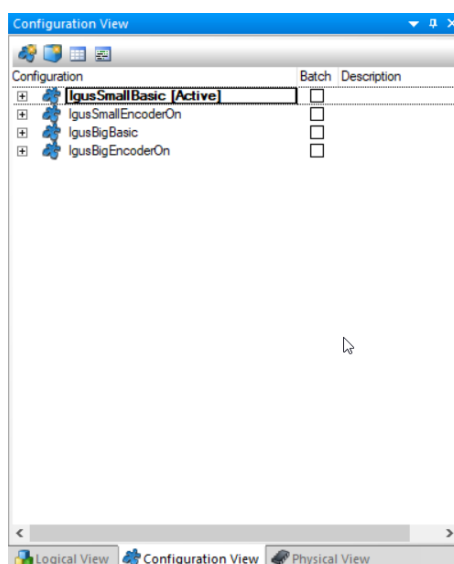 Configuration View
Configuration Batch Description
IgusSmallBasic [Active]
IgusSmallEncoderOn
IgusBigBasic
IgusBigEncoderOn
Logical View Configuration View Physical View